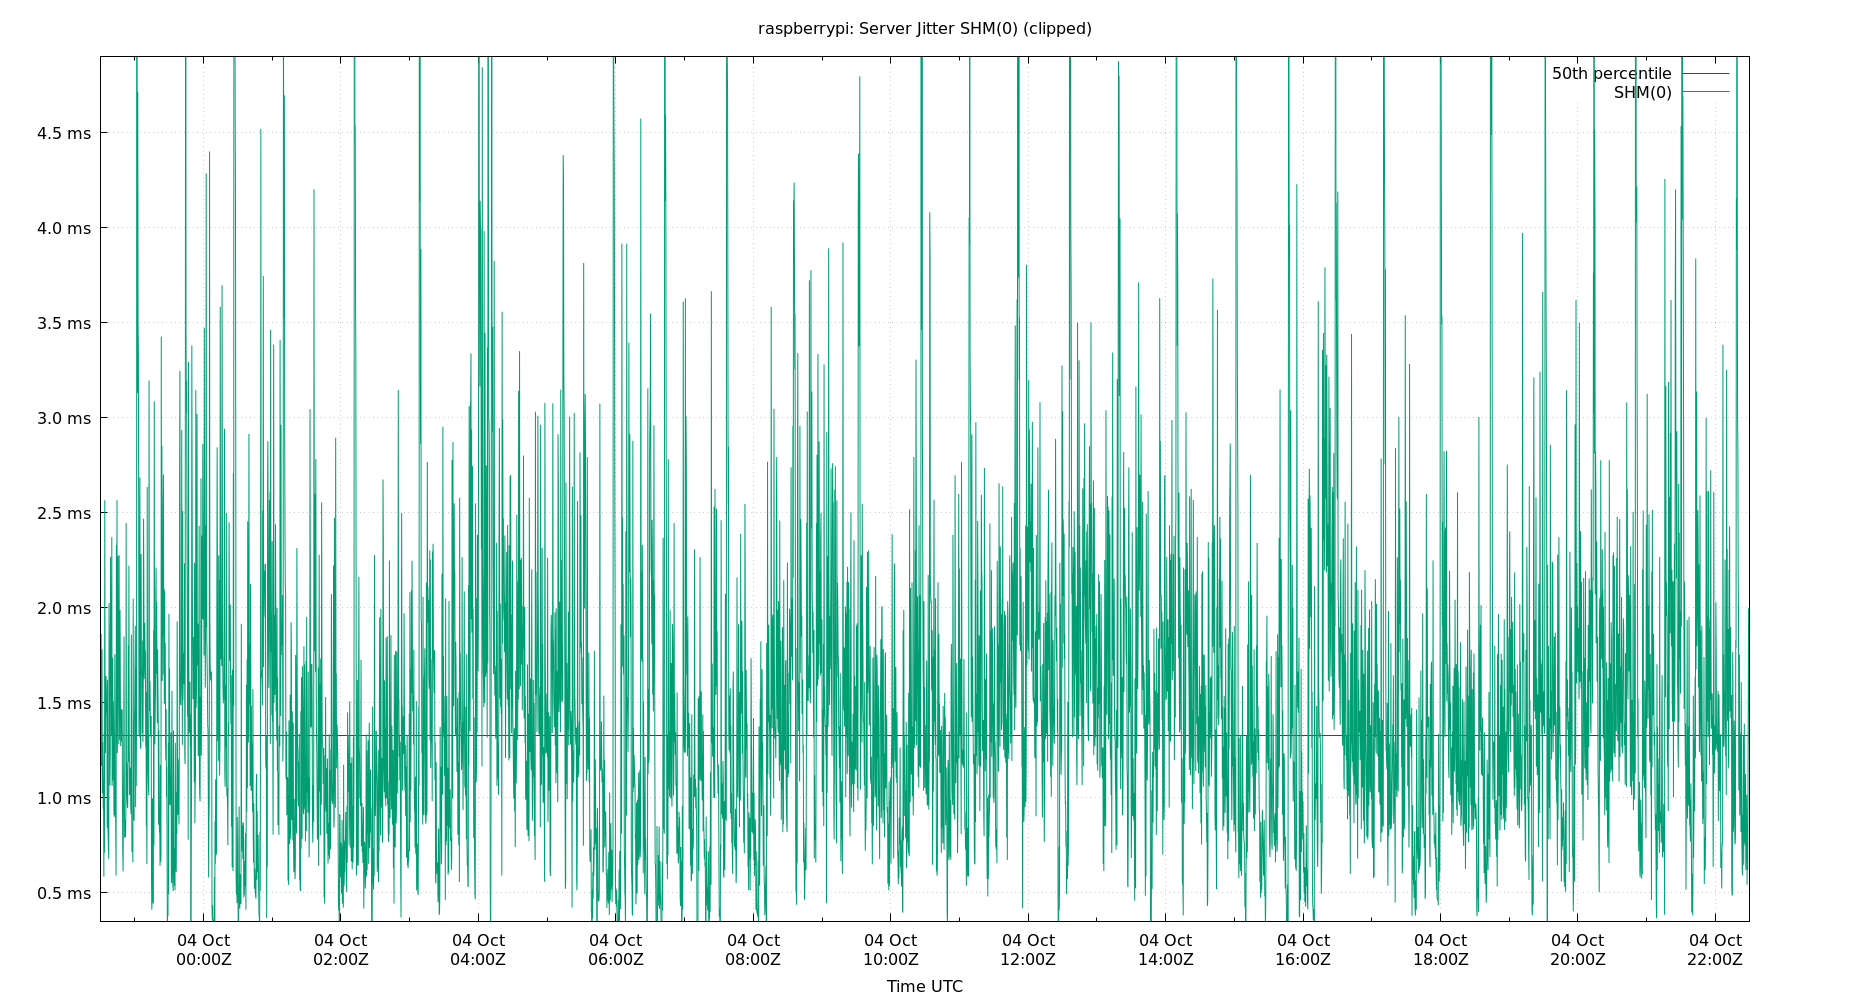 raspberrypi: Server Jitter SHM(0) (clipped)
50th percentile
SHM(0)
4.5 ms
4.0 ms
3.5 ms
3.0 ms
2.5 ms
2.0 ms
1.5 ms
1.0 ms
0.5 ms
04 Oct 04 Oct 04 Oct 04 Oct 04 Oct 04 Oct 04 Oct 04 Oct 04 Oct 04 Oct 04 Oct 04 Oct
00:00Z 02:00Z 04:00Z 06:00Z 08:00Z 10:00Z 12:00Z 14:00Z 16:00Z 18:00Z 20:00Z 22:00Z
Time UTC